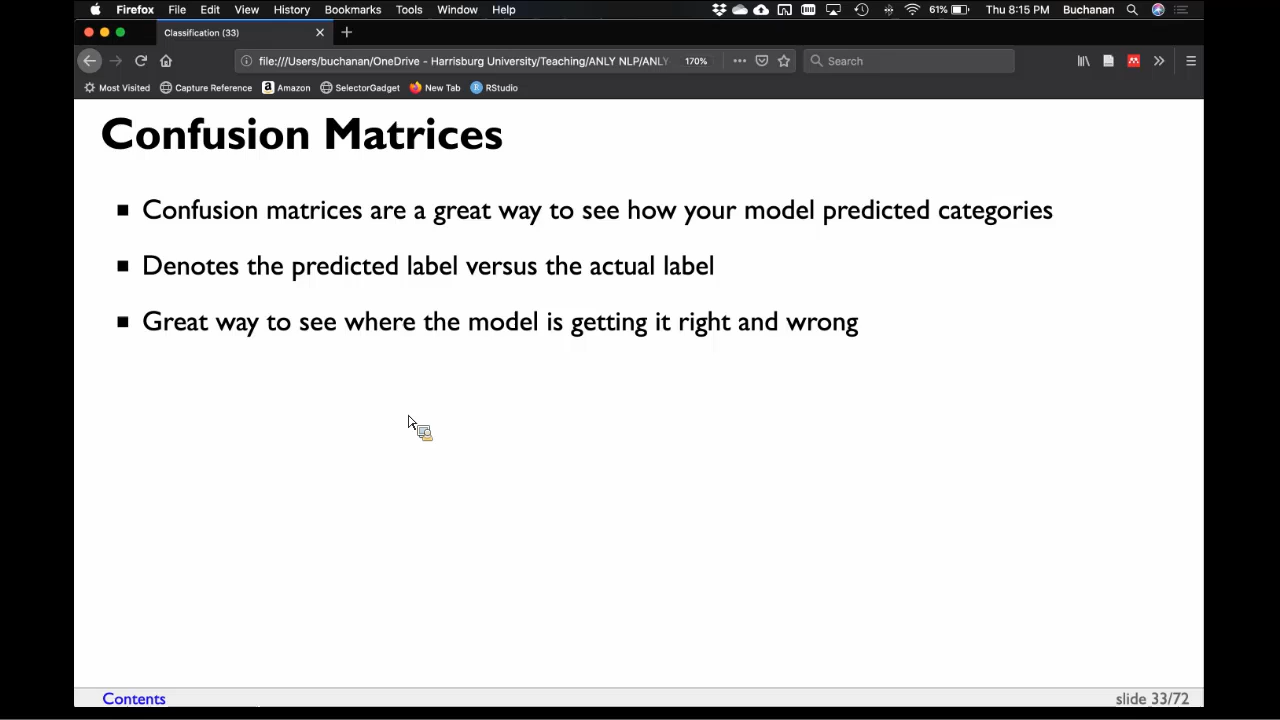 Firefox File Edit View History Bookmarks Tools Window Help 61% Thu 8:15 PM Buchanan
Classification (33)
file:///Users/buchanan/OneDrive - Harrisburg University/Teaching/ANLY NLP/ANLY 170% Search
Most Visited Capture Reference Amazon SelectorGadget New Tab RStudio
Confusion Matrices
Confusion matrices are a great way to see how your model predicted categories
Denotes the predicted label versus the actual label
Great way to see where the model is getting it right and wrong
Contents slide 33/72